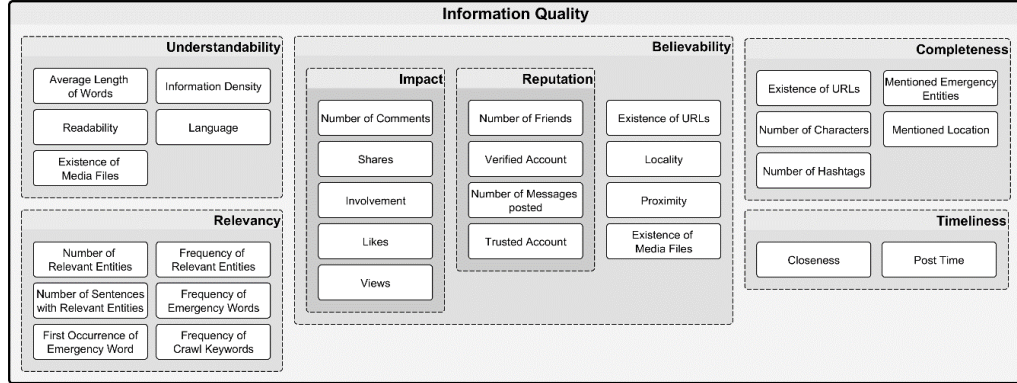 Information Quality
Understandability
Average Length
of Words
Information Density
Readability
Language
Existence of
Media Files
Relevancy
Number of
Relevant Entities
Frequency of
Relevant Entities
Number of Sentences
with Relevant Entities
Frequency of
Emergency Words
First Occurrence of
Emergency Word
Frequency of
Crawl Keywords
Believability
Impact
Number of Comments
Shares
Involvement
Likes
Views
Reputation
Number of Friends
Verified Account
Number of Messages
posted
Trusted Account
Existence of URLs
Locality
Proximity
Existence of
Media Files
Completeness
Existence of URLs
Mentioned Emergency
Entities
Number of Characters
Mentioned Location
Number of Hashtags
Timeliness
Closeness
Post Time